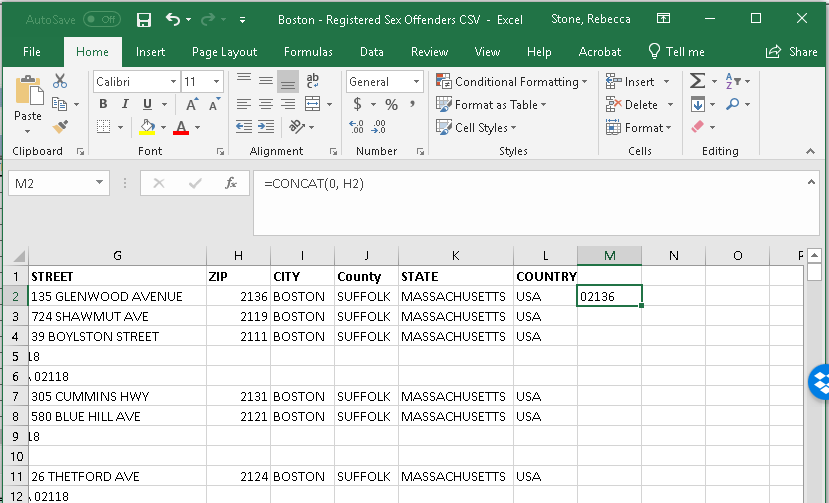 AutoSave Off Boston - Registered Sex Offenders CSV - Excel Stone, Rebecca
File Home Insert Page Layout Formulas Data Review View Help Acrobat Tell me Share
Calibri 11 General Conditional Formatting Insert
Paste B I U A A $ % , Format as Table Delete
A Cell Styles Format
Clipboard Font Alignment Number Styles Cells Editing
M2 fx =CONCAT(0, H2)
G H I J K L M N O P
1 STREET ZIP CITY County STATE COUNTRY
2 135 GLENWOOD AVENUE 2136 BOSTON SUFFOLK MASSACHUSETTS USA 02136
3 724 SHAWMUT AVE 2119 BOSTON SUFFOLK MASSACHUSETTS USA
4 39 BOYLSTON STREET 2111 BOSTON SUFFOLK MASSACHUSETTS USA
5 18
6 02118
7 305 CUMMINS HWY 2131 BOSTON SUFFOLK MASSACHUSETTS USA
8 580 BLUE HILL AVE 2121 BOSTON SUFFOLK MASSACHUSETTS USA
9 18
10
11 26 THETFORD AVE 2124 BOSTON SUFFOLK MASSACHUSETTS USA
12 02118